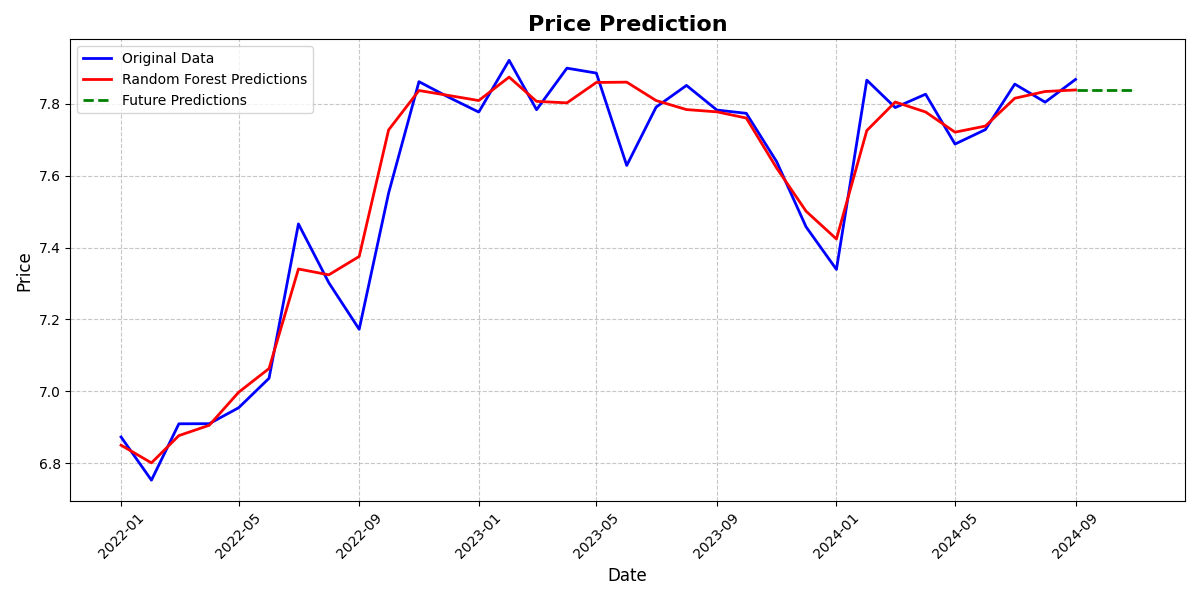 Price Prediction
Original Data
Random Forest Predictions
Future Predictions
7.8
7.6
7.4
7.2
7.0
6.8
Price
2022-01
2022-05
2022-09
2023-01
2023-05
2023-09
2024-01
2024-05
2024-09
Date